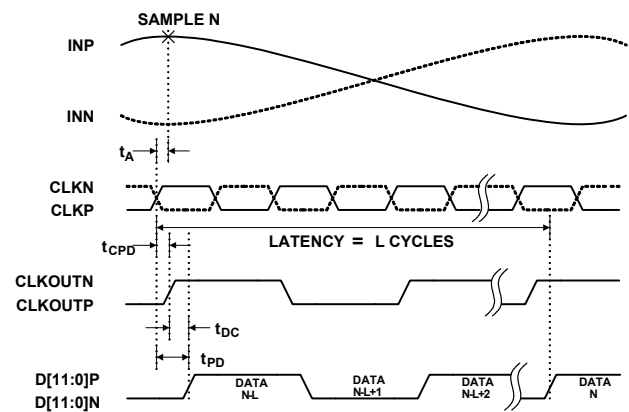 SAMPLE N
INP
INN
tA
CLKN
CLKP
LATENCY = L CYCLES
tCPD
CLKOUTN
CLKOUTP
tDC
tPD
D[11:0]P
D[11:0]N
DATA
N-L
DATA
N-L+1
DATA
N-L+2
DATA
N